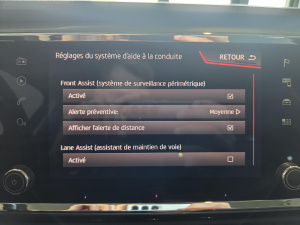 Réglages du système d'aide à la conduite
RETOUR
Front Assist (système de surveillance périmétrique)
Activé
Alerte préventive: Moyenne
Afficher l'alerte de distance
Lane Assist (assistant de maintien de voie)
Activé